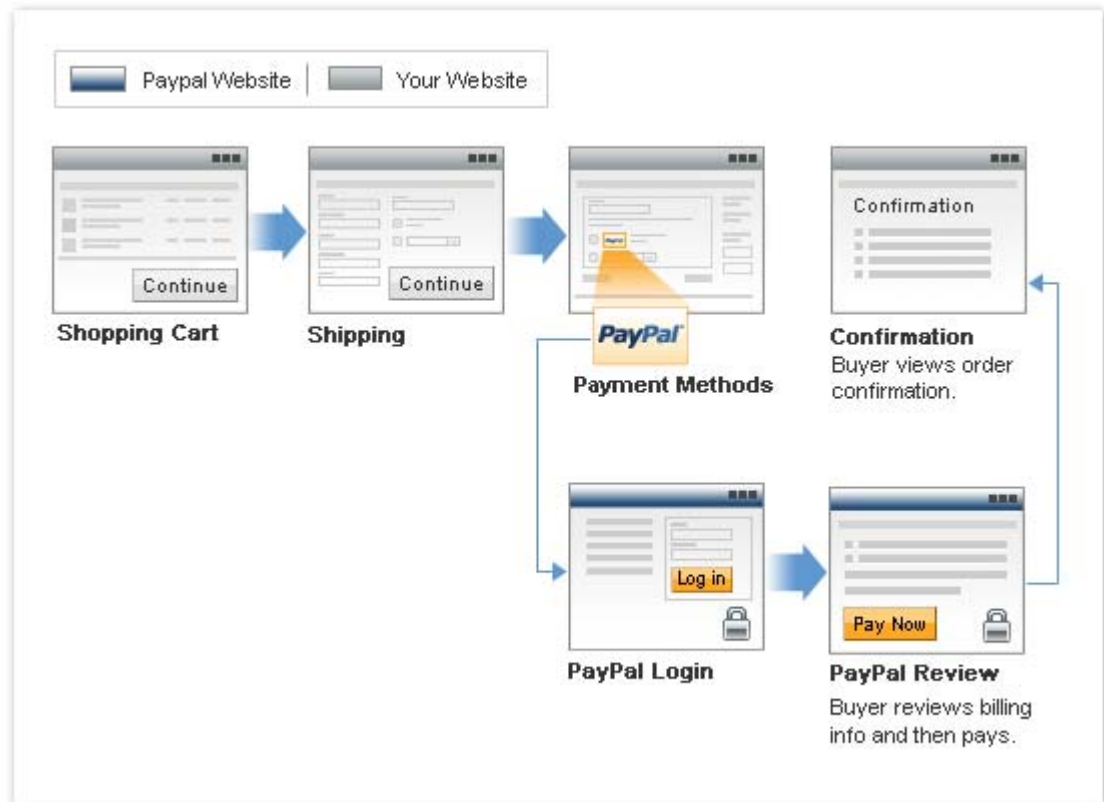 Paypal Website
Your Website
Continue
Shopping Cart
Continue
Shipping
PayPal
PayPal
Payment Methods
Confirmation
Confirmation
Buyer views order
confirmation.
Log in
PayPal Login
Pay Now
PayPal Review
Buyer reviews billing
info and then pays.